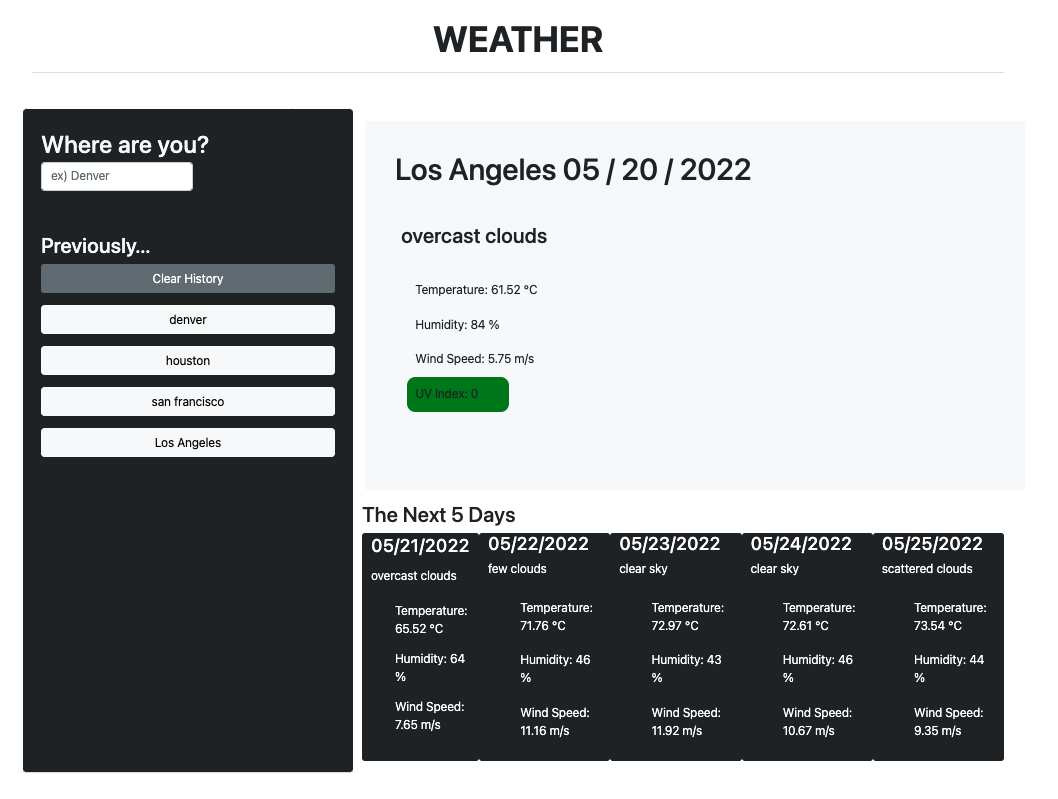 WEATHER
Where are you?
ex) Denver
Previously...
Clear History
denver
houston
san francisco
Los Angeles
Los Angeles 05 / 20 / 2022
overcast clouds
Temperature: 61.52 °C
Humidity: 84 %
Wind Speed: 5.75 m/s
UV Index: 0
The Next 5 Days
05/21/2022
overcast clouds
Temperature:
65.52 °C
Humidity: 64
%
Wind Speed:
7.65 m/s
05/22/2022
few clouds
Temperature:
71.76 °C
Humidity: 46
%
Wind Speed:
11.16 m/s
05/23/2022
clear sky
Temperature:
72.97 °C
Humidity: 43
%
Wind Speed:
11.92 m/s
05/24/2022
clear sky
Temperature:
72.61 °C
Humidity: 46
%
Wind Speed:
10.67 m/s
05/25/2022
scattered clouds
Temperature:
73.54 °C
Humidity: 44
%
Wind Speed:
9.35 m/s